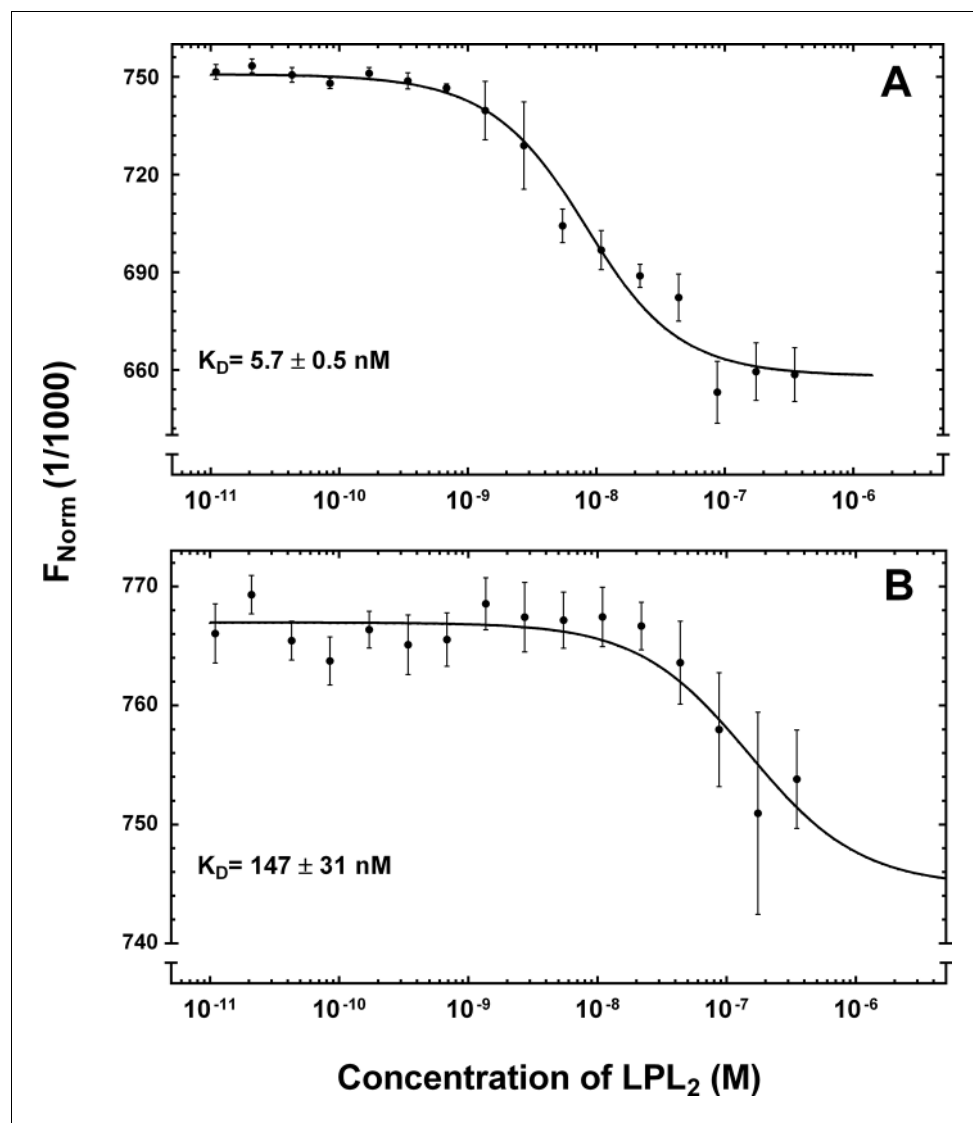 A
750
720
690
660
K_D= 5.7 ± 0.5 nM
10⁻¹¹ 10⁻¹⁰ 10⁻⁹ 10⁻⁸ 10⁻⁷ 10⁻⁶
F_Norm (1/1000)
B
770
760
750
740
K_D= 147 ± 31 nM
10⁻¹¹ 10⁻¹⁰ 10⁻⁹ 10⁻⁸ 10⁻⁷ 10⁻⁶
Concentration of LPL₂ (M)